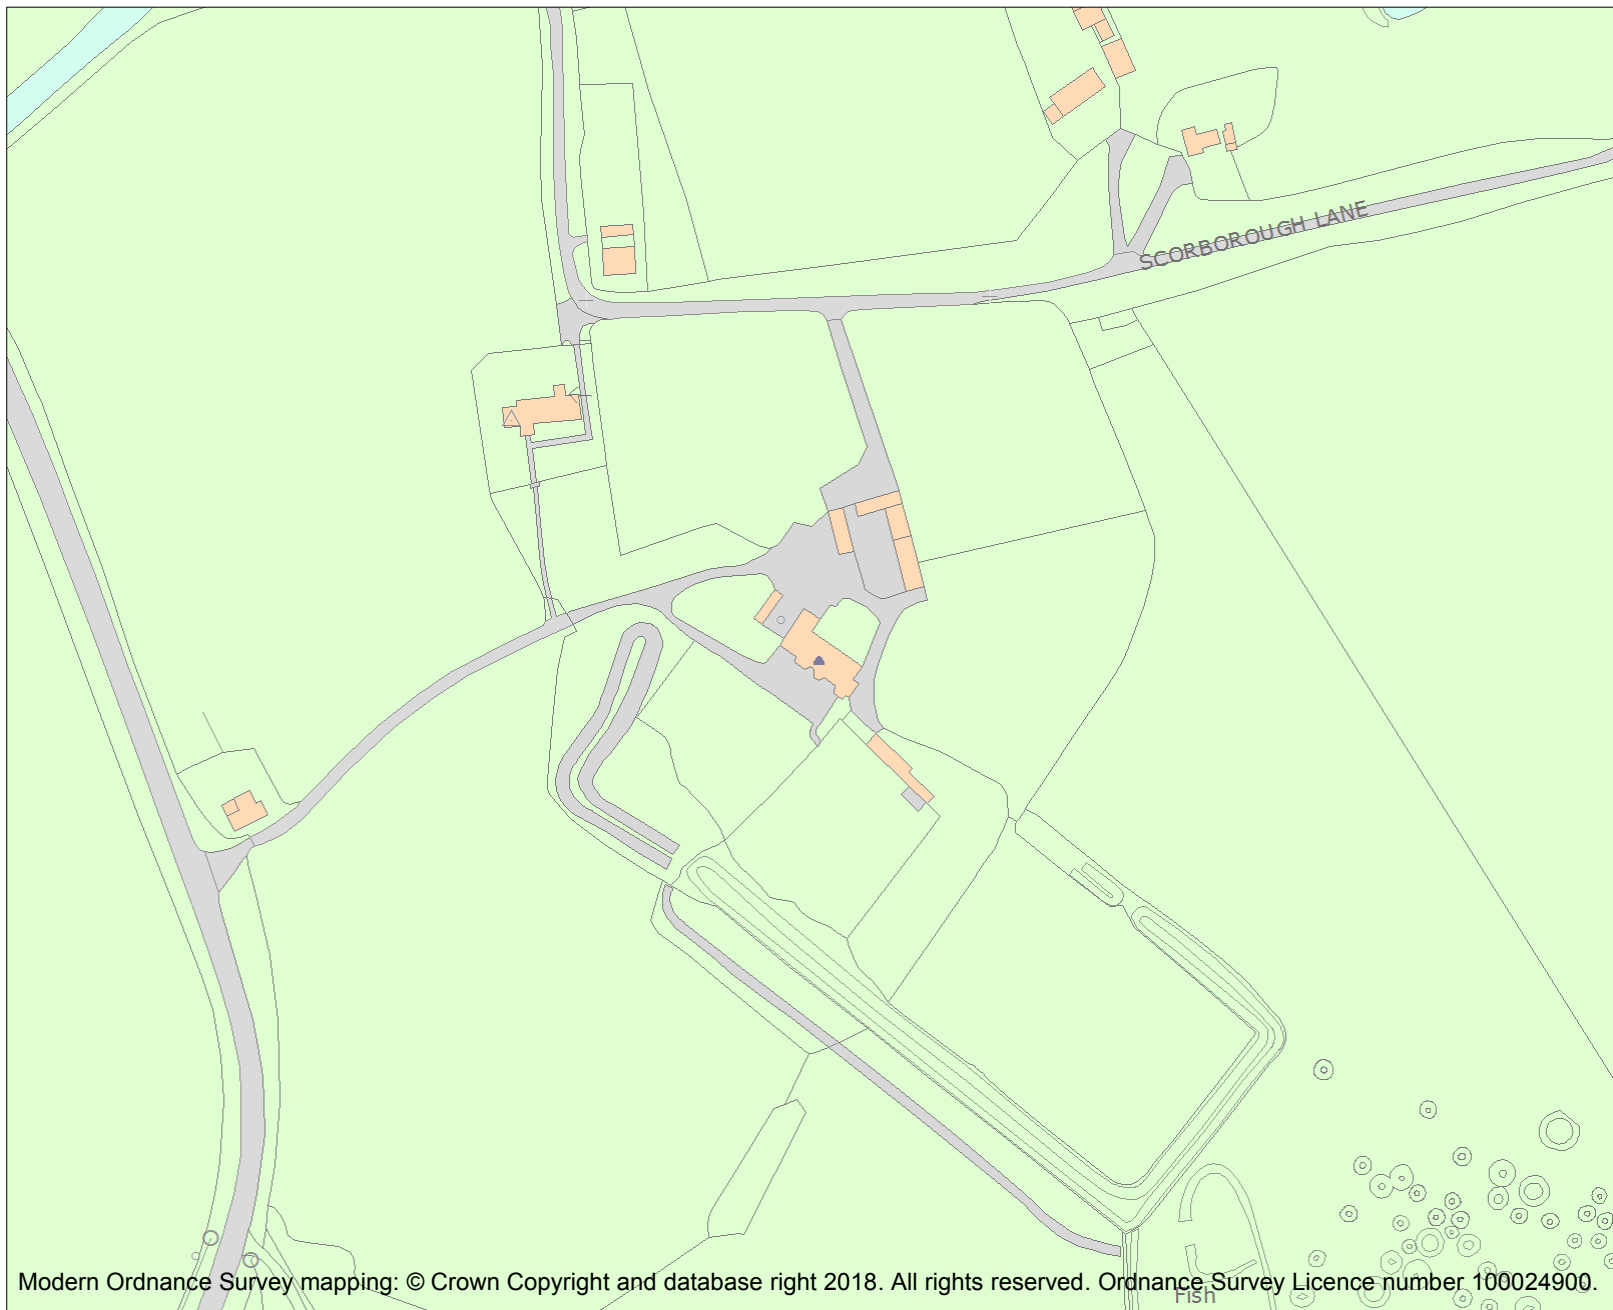 SCORBOROUGH LANE
Modern Ordnance Survey mapping: © Crown Copyright and database right 2018. All rights reserved. Ordnance Survey Licence number 100024900.
Fish